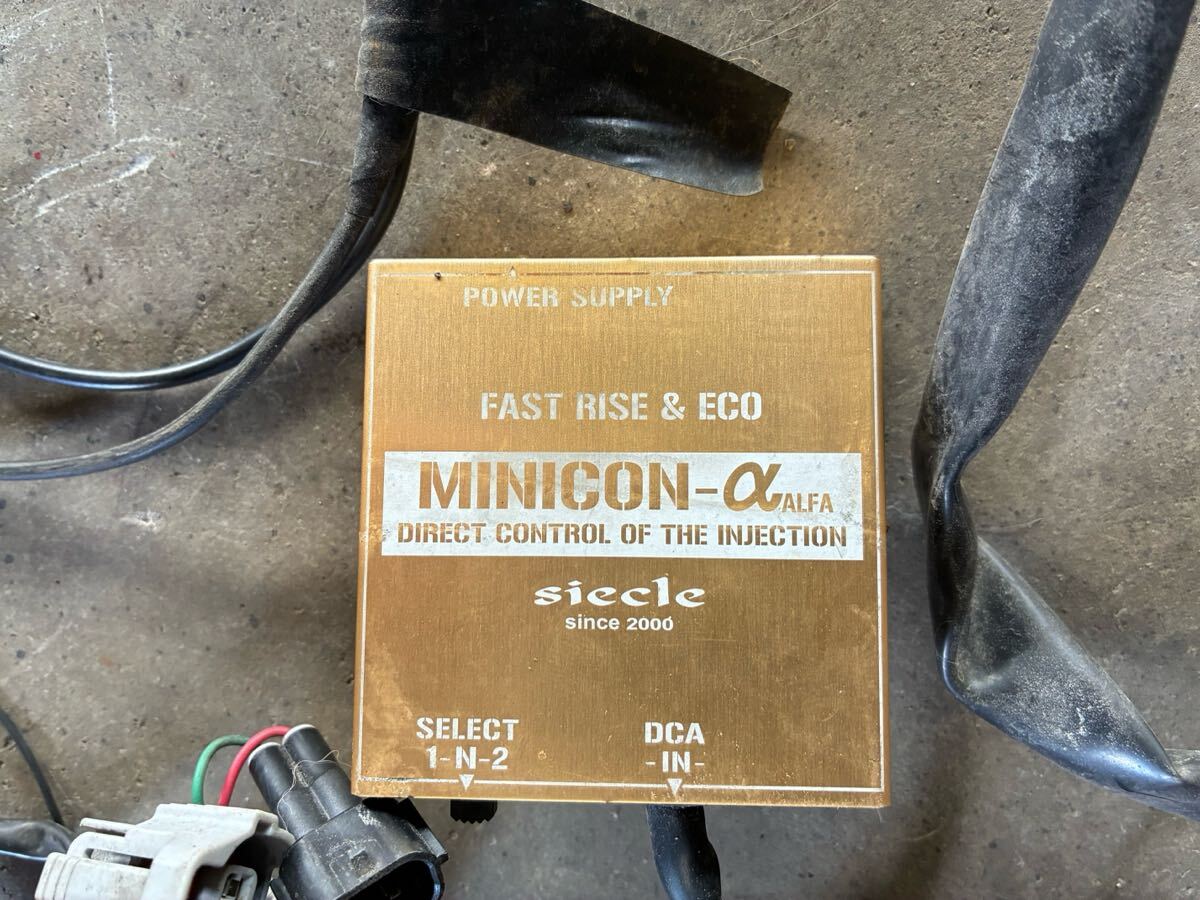 POWER SUPPLY
FAST RISE & ECO
MINICON-α ALFA
DIRECT CONTROL OF THE INJECTION
siecle
since 2000
SELECT
1-N-2
DCA
-IN-